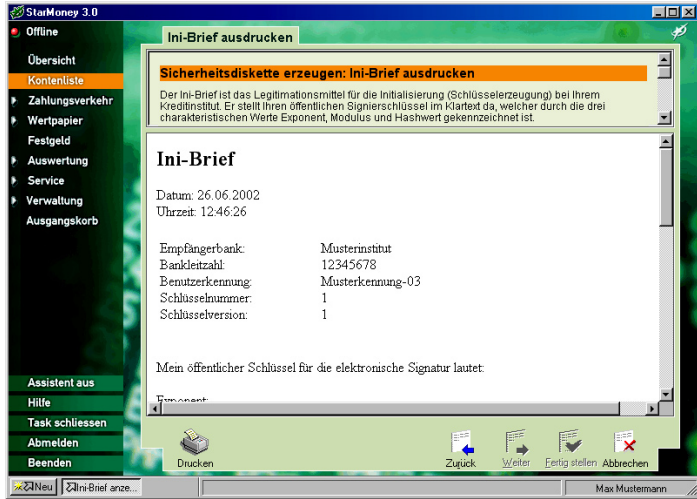 StarMoney 3.0
Offline
Übersicht
Kontenliste
Zahlungsverkehr
Wertpapier
Festgeld
Auswertung
Service
Verwaltung
Ausgangskorb
Assistent aus
Hilfe
Task schliessen
Abmelden
Beenden
Ini-Brief ausdrucken
Sicherheitsdiskette erzeugen: Ini-Brief ausdrucken
Der Ini-Brief ist das Legitimationsmittel für die Initialisierung (Schlüsselerzeugung) bei Ihrem
Kreditinstitut. Er stellt Ihren öffentlichen Signierschlüssel im Klartext da, welcher durch die drei
charakteristischen Werte Exponent, Modulus und Hashwert gekennzeichnet ist.
Ini-Brief
Datum: 26.06.2002
Uhrzeit: 12:46:26
Empfängerbank: Musterinstitut
Bankleitzahl: 12345678
Benutzerkennung: Musterkennung-03
Schlüsselnummer: 1
Schlüsselversion: 1
Mein öffentlicher Schlüssel für die elektronische Signatur lautet:
Exponent:
Drucken
Zurück
Weiter
Fertig stellen
Abbrechen
Neu
Ini-Brief anze...
Max Mustermann